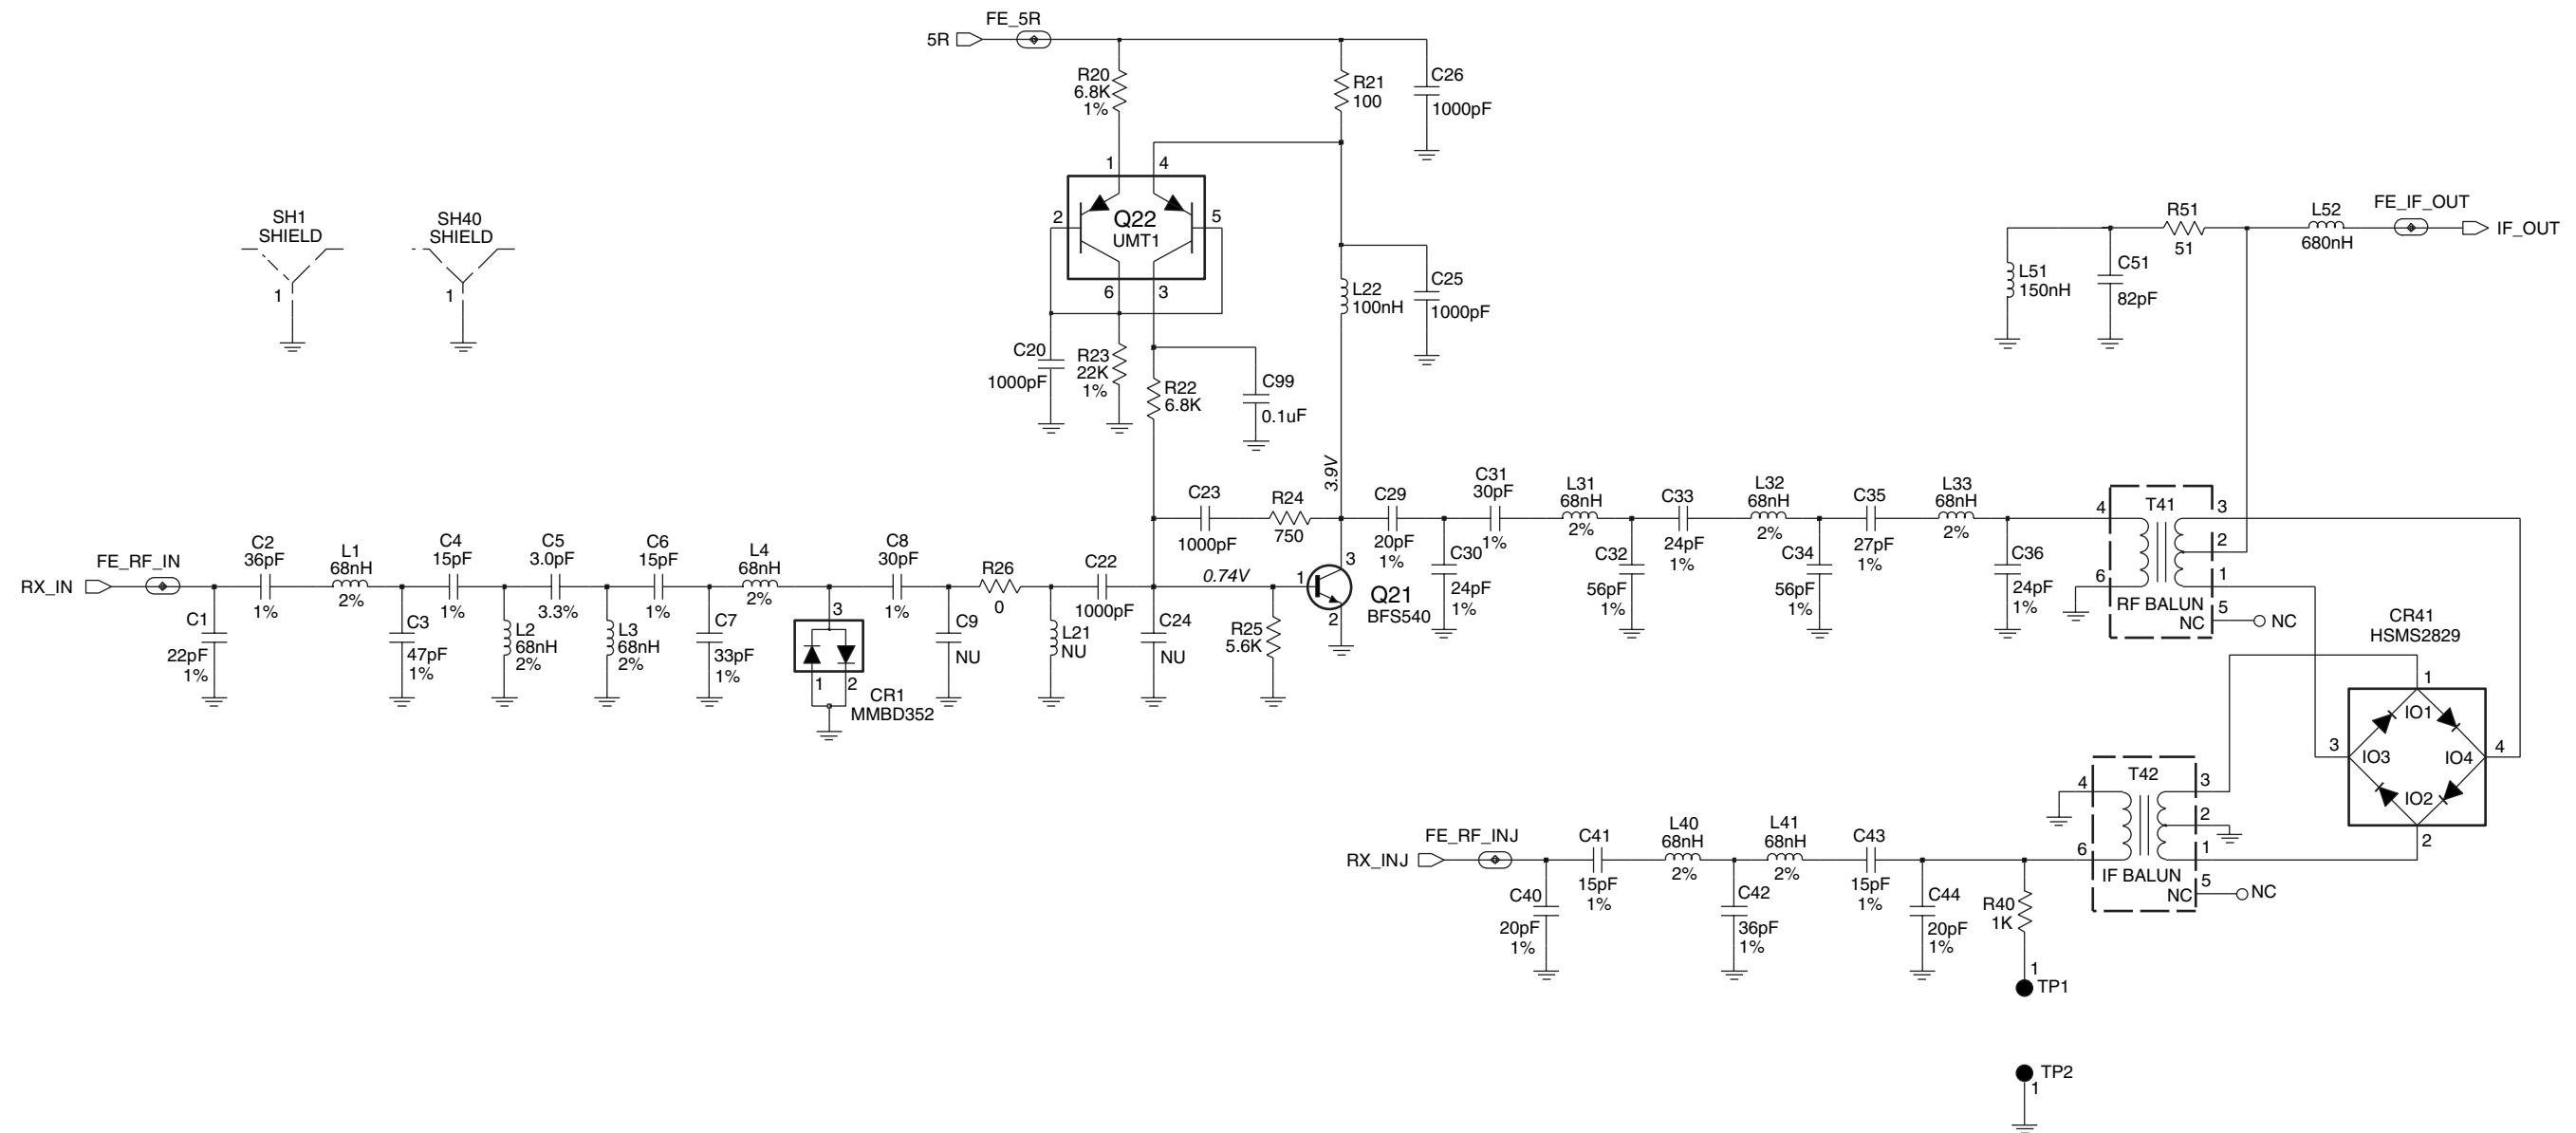 FE_5R
5R
R20
6.8K
1%
R21
100
C26
1000pF
1
4
2
Q22
UMT1
5
6
3
SH1
SHIELD
1
SH40
SHIELD
1
L22
100nH
C25
1000pF
C20
1000pF
R23
22K
1%
R22
6.8K
C99
0.1uF
3.9V
FE_IF_OUT
IF_OUT
L52
680nH
R51
51
L51
150nH
C51
82pF
RX_IN
FE_RF_IN
C1
22pF
1%
C2
36pF
1%
L1
68nH
2%
C3
47pF
1%
C4
15pF
1%
L2
68nH
2%
C5
3.0pF
3.3%
L3
68nH
2%
C6
15pF
1%
C7
33pF
1%
L4
68nH
2%
3
1
2
CR1
MMBD352
C8
30pF
1%
C9
NU
R26
0
L21
NU
C22
1000pF
C24
NU
C23
1000pF
R24
750
0.74V
R25
5.6K
1
3
2
Q21
BFS540
C29
20pF
1%
C30
24pF
1%
C31
30pF
1%
L31
68nH
2%
C32
56pF
1%
C33
24pF
1%
L32
68nH
2%
C34
56pF
1%
C35
27pF
1%
L33
68nH
2%
C36
24pF
1%
4
6
T41
RF BALUN
NC
3
2
1
5
NC
CR41
HSMS2829
1
IO1
3
IO3
IO4
4
IO2
2
RX_INJ
FE_RF_INJ
C40
20pF
1%
C41
15pF
1%
L40
68nH
2%
C42
36pF
1%
L41
68nH
2%
C43
15pF
1%
C44
20pF
1%
R40
1K
1
TP1
TP2
1
4
6
T42
IF BALUN
NC
3
2
1
5
NC